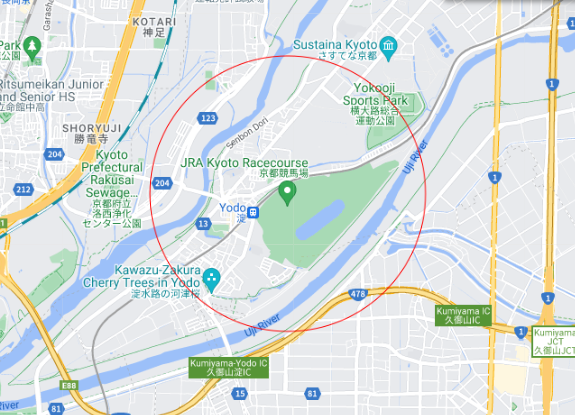 KOTARI
神足
Sustaina Kyoto
さすてな京都
Park
公園
Ritsumeikan Junior
and Senior HS
立命館中高
Yokooji
Sports Park
横大路総合
運動公園
123
Senbon Dori
1
SHORYUJI
勝竜寺
204
Kyoto
Prefectural
Rakusai
Sewage...
京都府立
洛西浄化
センター公園
JRA Kyoto Racecourse
京都競馬場
Uji River
204
212
1
Yodo
淀
13
Kawazu-Zakura
Cherry Trees in Yodo
淀水路の河津桜
478
1
Kumiyama IC
久御山IC
Uji River
1
Kumiyama
JCT
久御山JCT
Kumiyama-Yodo IC
久御山淀IC
E88
River
81
15
81